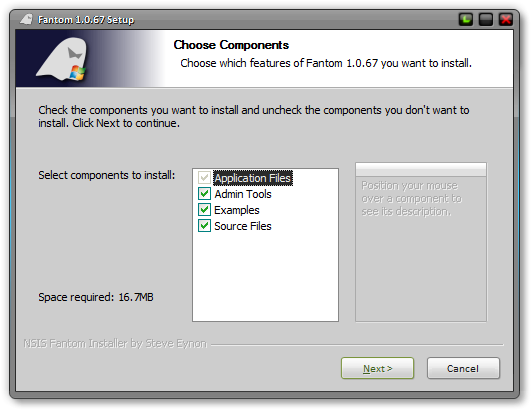 Fantom 1.0.67 Setup
Choose Components
Choose which features of Fantom 1.0.67 you want to install.
Check the components you want to install and uncheck the components you don't want to
install. Click Next to continue.
Select components to install:
Application Files
Admin Tools
Examples
Source Files
Position your mouse
over a component to
see its description.
Space required: 16.7MB
NSIS Fantom Installer by Steve Eynon
Next >
Cancel